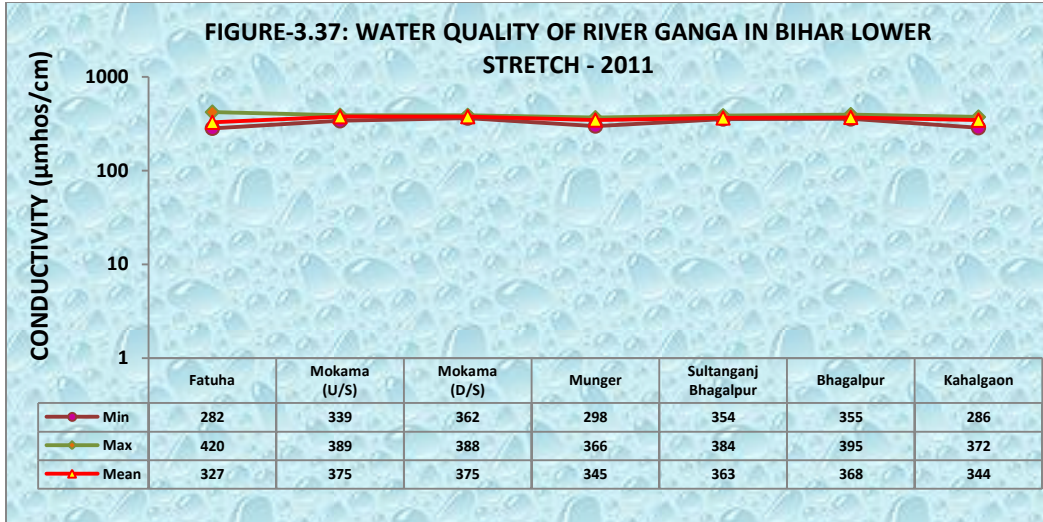 FIGURE-3.37: WATER QUALITY OF RIVER GANGA IN BIHAR LOWER
STRETCH - 2011
CONDUCTIVITY (µmhos/cm)
1000
100
10
1
Fatuha Mokama (U/S) Mokama (D/S) Munger Sultanganj Bhagalpur Bhagalpur Kahalgaon
Min 282 339 362 298 354 355 286
Max 420 389 388 366 384 395 372
Mean 327 375 375 345 363 368 344